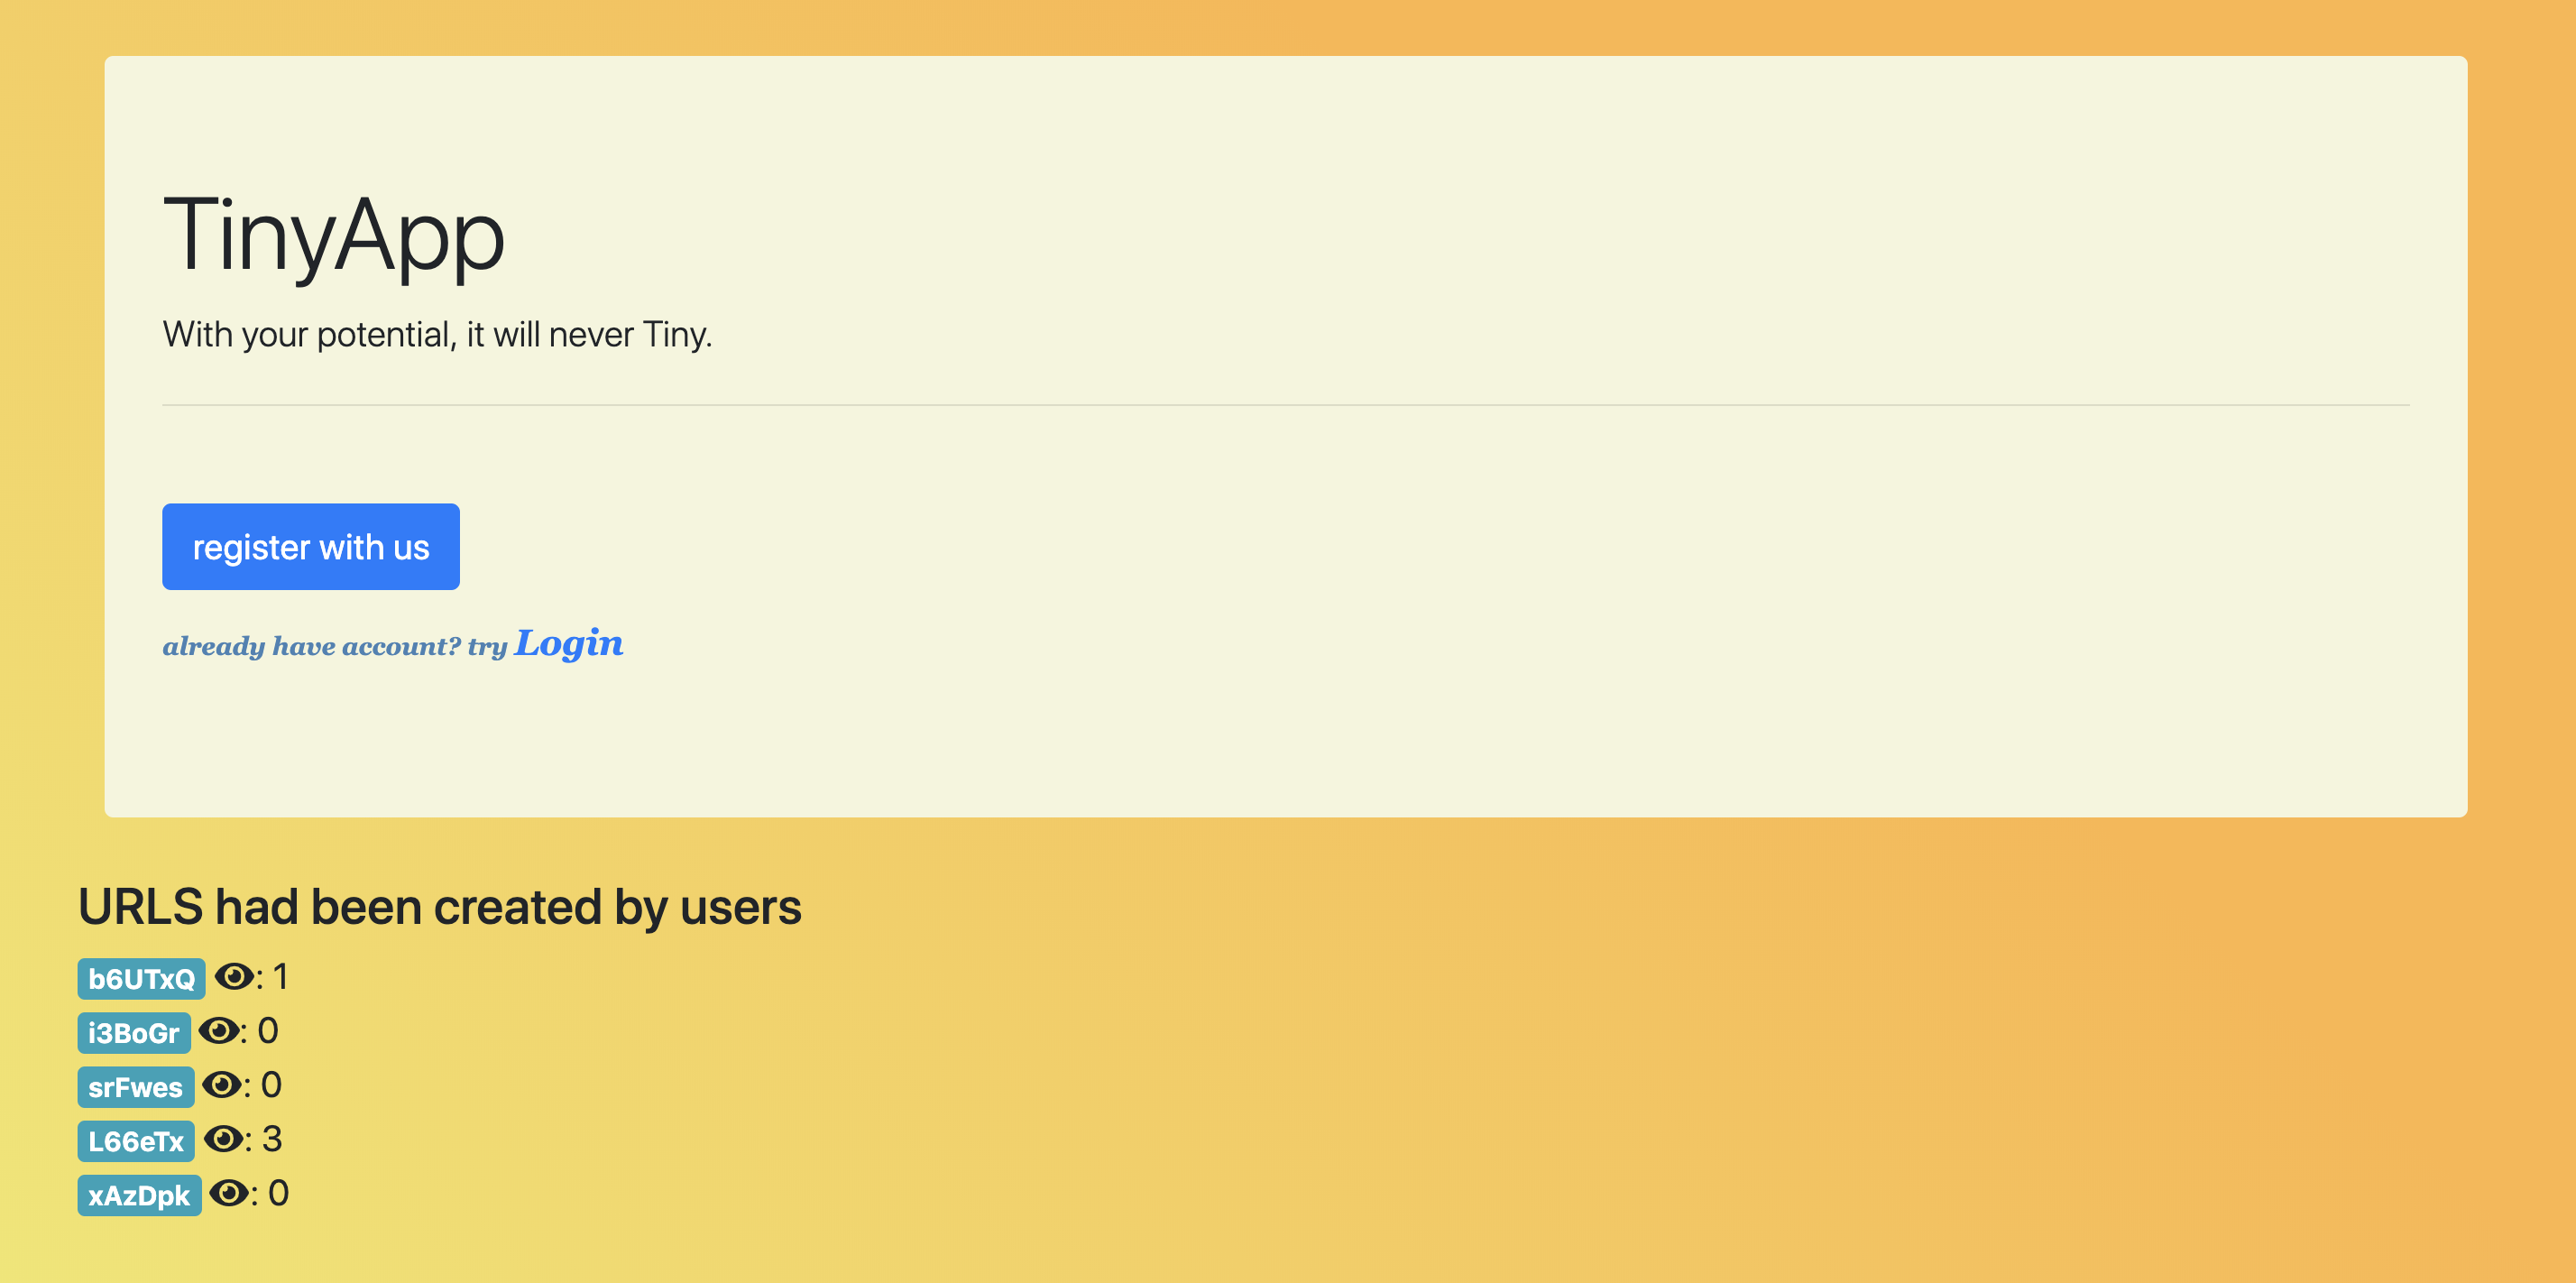 TinyApp
With your potential, it will never Tiny.
register with us
already have account? try Login
URLS had been created by users
b6UTxQ : 1
i3BoGr : 0
srFwes : 0
L66eTx : 3
xAzDpk : 0